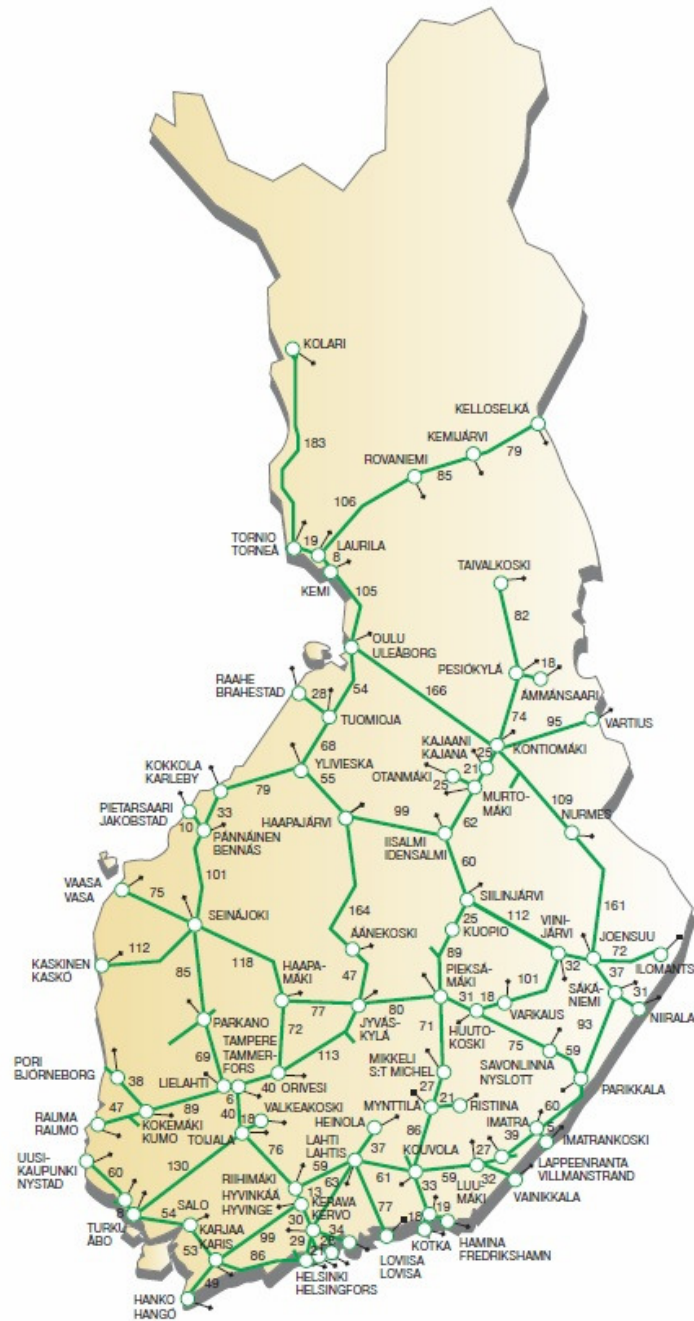 KOLARI
KELLOSELKÄ
KEMIJÄRVI
183
79
ROVANIEMI
85
106
TORNIO
TORNEÅ
19
LAURILA
8
KEMI
105
TAIVALKOSKI
82
OULU
ULEÅBORG
PESIÖKYLÄ
18
ÄMMÄNSAARI
RAAHE
BRAHESTAD
28
54
166
TUOMIOJA
74
95
VARTIUS
KAJAANI
KAJANA
25
KONTIOMÄKI
68
YLIVIESKA
OTANMÄKI
21
25
MURTO-
MÄKI
KOKKOLA
KARLEBY
79
55
109
NURMES
PIETARSAARI
JAKOBSTAD
33
10
PÄNNÄINEN
BENNÄS
HAAPAJÄRVI
99
IISALMI
IDENSALMI
62
60
101
VAASA
VASA
75
SIILINJÄRVI
161
SEINÄJOKI
164
25
KUOPIO
112
VIINI-
JÄRVI
JOENSUU
ÄÄNEKOSKI
72
ILOMANTS
KASKINEN
KASKÖ
112
118
89
32
37
85
HAAPA-
MÄKI
47
PIEKSÄ-
MÄKI
101
SÄKÄ-
NIEMI
31
NIIRALA
77
80
31
18
VARKAUS
PARKANO
JYVÄS-
KYLÄ
HUUTO-
KOSKI
93
72
71
TAMPERE
TAMMER-
FORS
113
75
69
MIKKELI
S:T MICHEL
SAVONLINNA
NYSLOTT
59
PORI
BJÖRNEBORG
LIELAHTI
40
ORIVESI
PARIKKALA
38
6
27
47
89
40
18
VALKEAKOSKI
HEINOLA
MYNTTILÄ
21
RISTIINA
RAUMA
RAUMO
KOKEMÄKI
KUMO
TOIJALA
IMATRA
60
UUSI-
KAUPUNKI
NYSTAD
LAHTI
LAHTIS
37
86
5
IMATRANKOSKI
76
KOUVOLA
27
39
60
130
RIIHIMÄKI
59
LAPPEENRANTA
VILLMANSTRAND
HYVINKÄÄ
HYVINGE
13
63
61
59
LUU-
MÄKI
32
VAINIKKALA
8
SALO
KERAVA
KERVO
33
TURKU
ÅBO
54
KARJAA
KARIS
99
30
34
77
18
19
53
86
29
21
KOTKA
HAMINA
FREDRIKSHAMN
LOVIISA
LOVISA
49
HELSINKI
HELSINGFORS
HANKO
HANGÖ